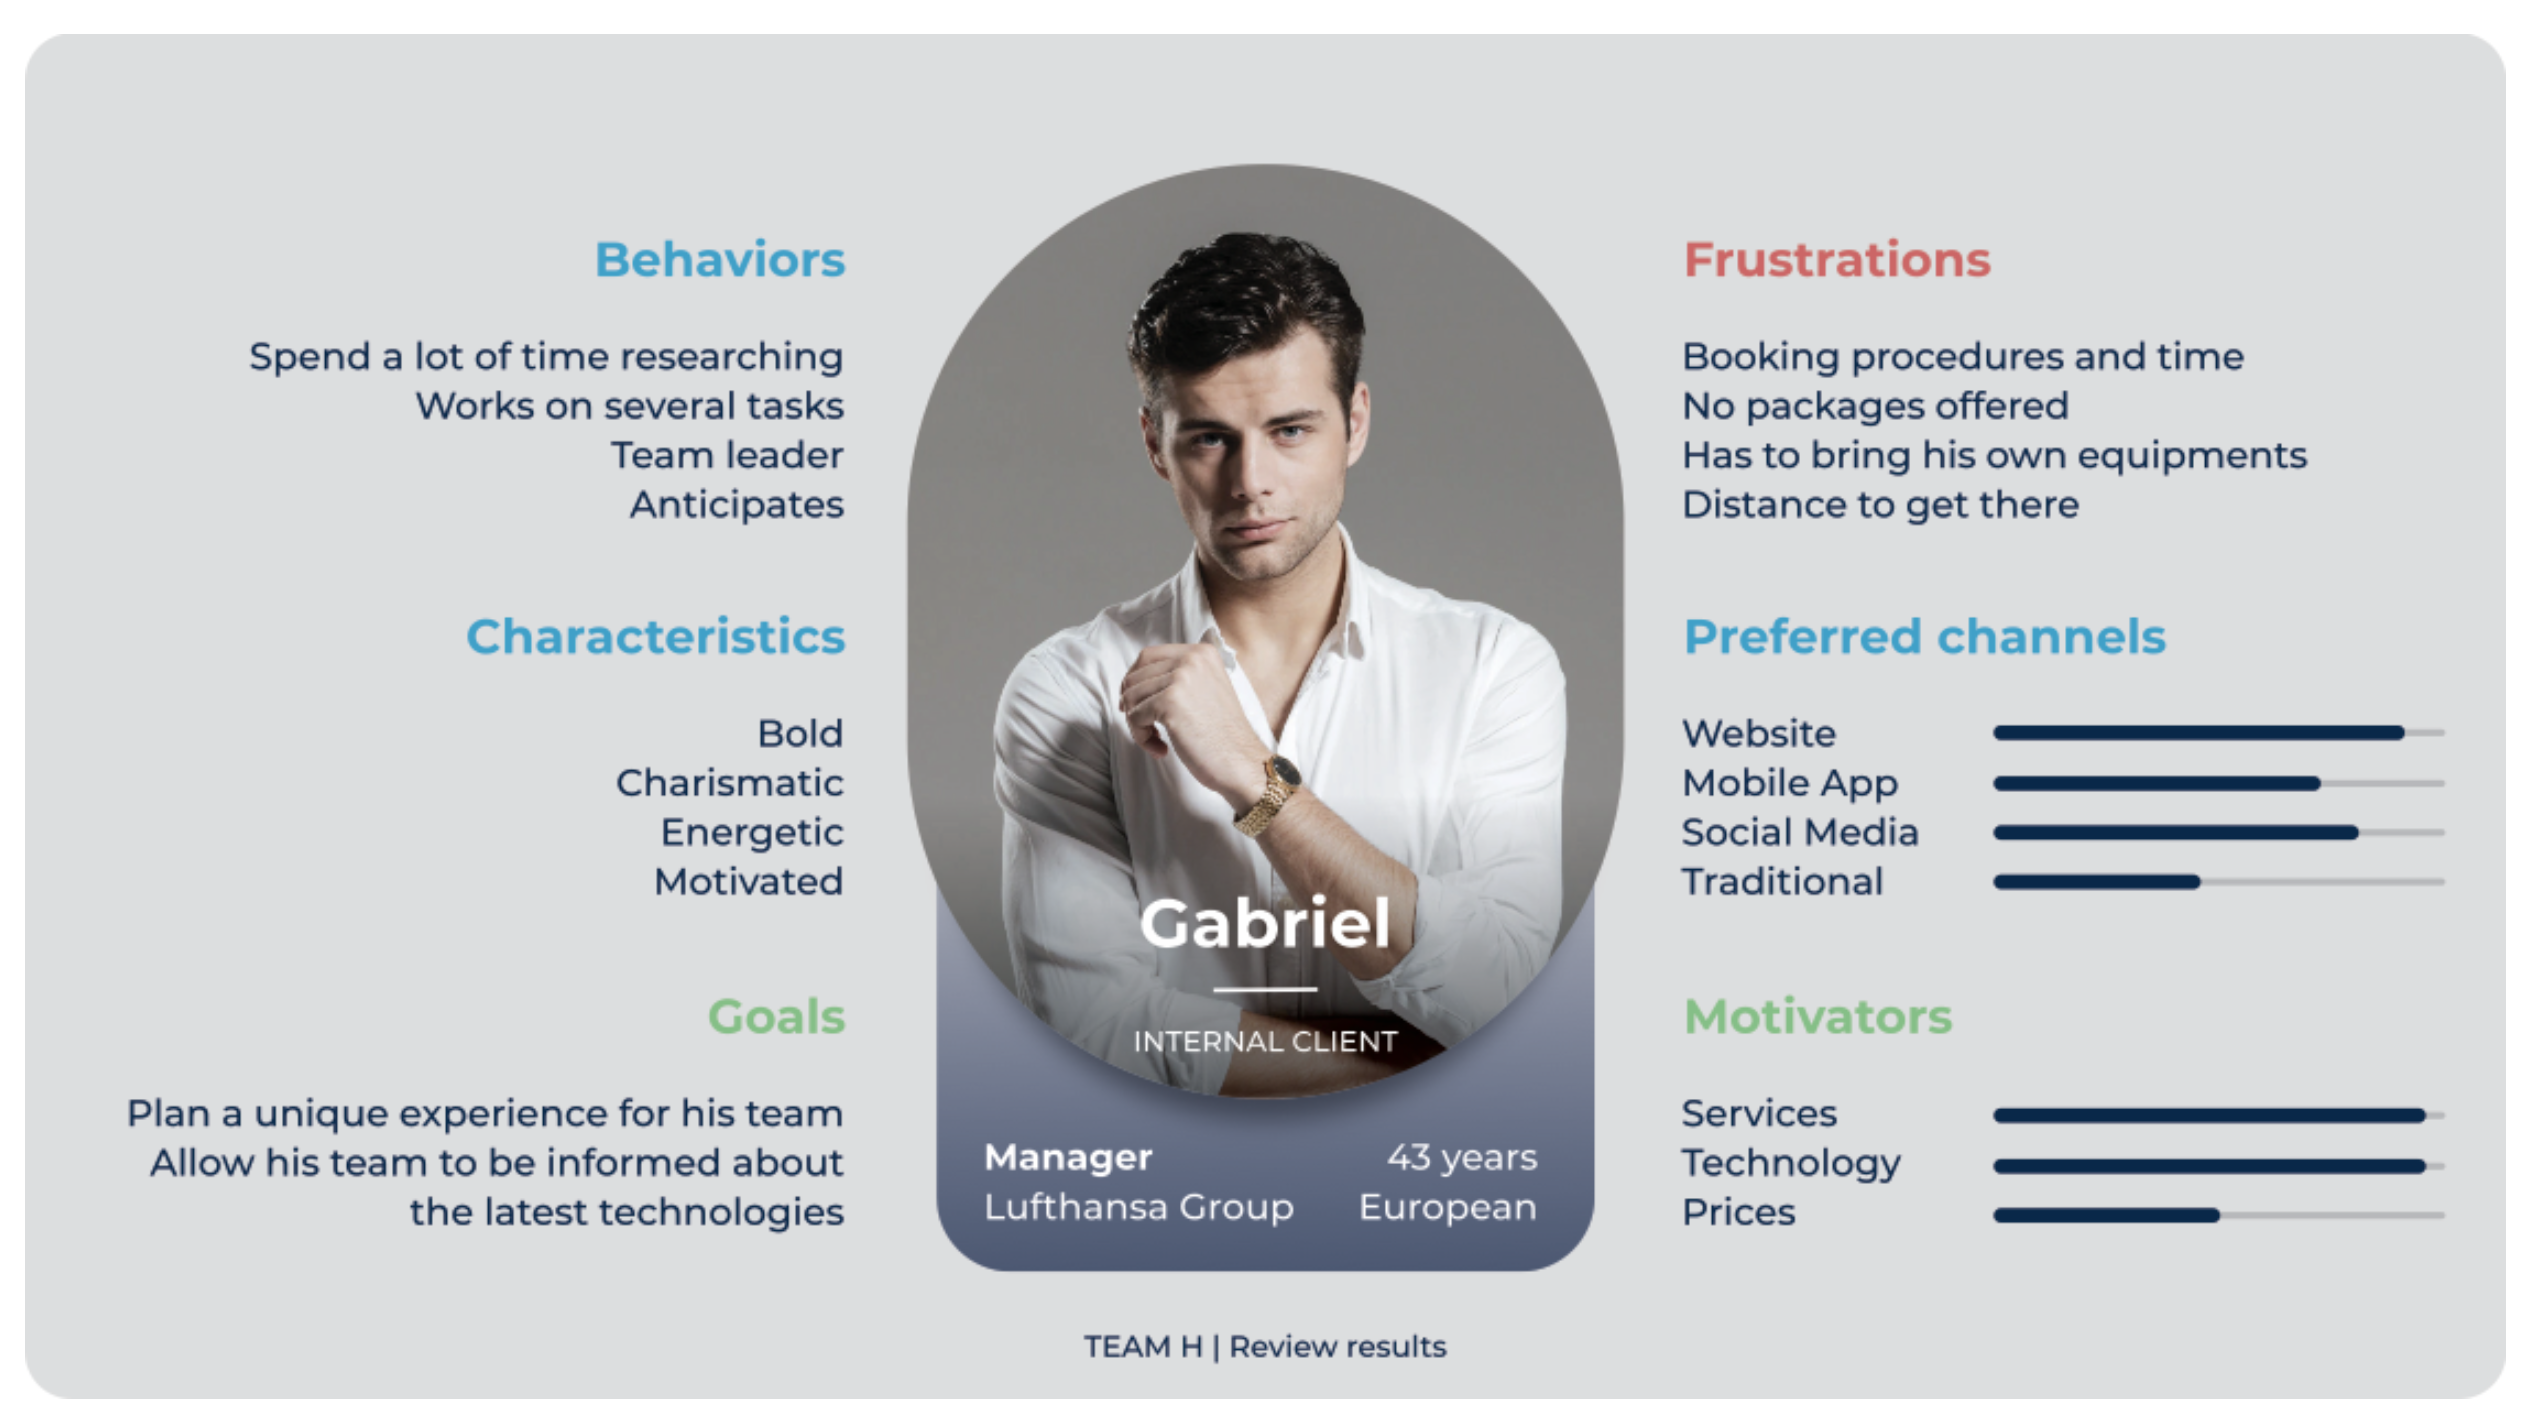 Behaviors
Spend a lot of time researching
Works on several tasks
Team leader
Anticipates
Characteristics
Bold
Charismatic
Energetic
Motivated
Goals
Plan a unique experience for his team
Allow his team to be informed about
the latest technologies
Gabriel
INTERNAL CLIENT
Manager
43 years
Lufthansa Group
European
Frustrations
Booking procedures and time
No packages offered
Has to bring his own equipments
Distance to get there
Preferred channels
Website
Mobile App
Social Media
Traditional
Motivators
Services
Technology
Prices
TEAM H | Review results